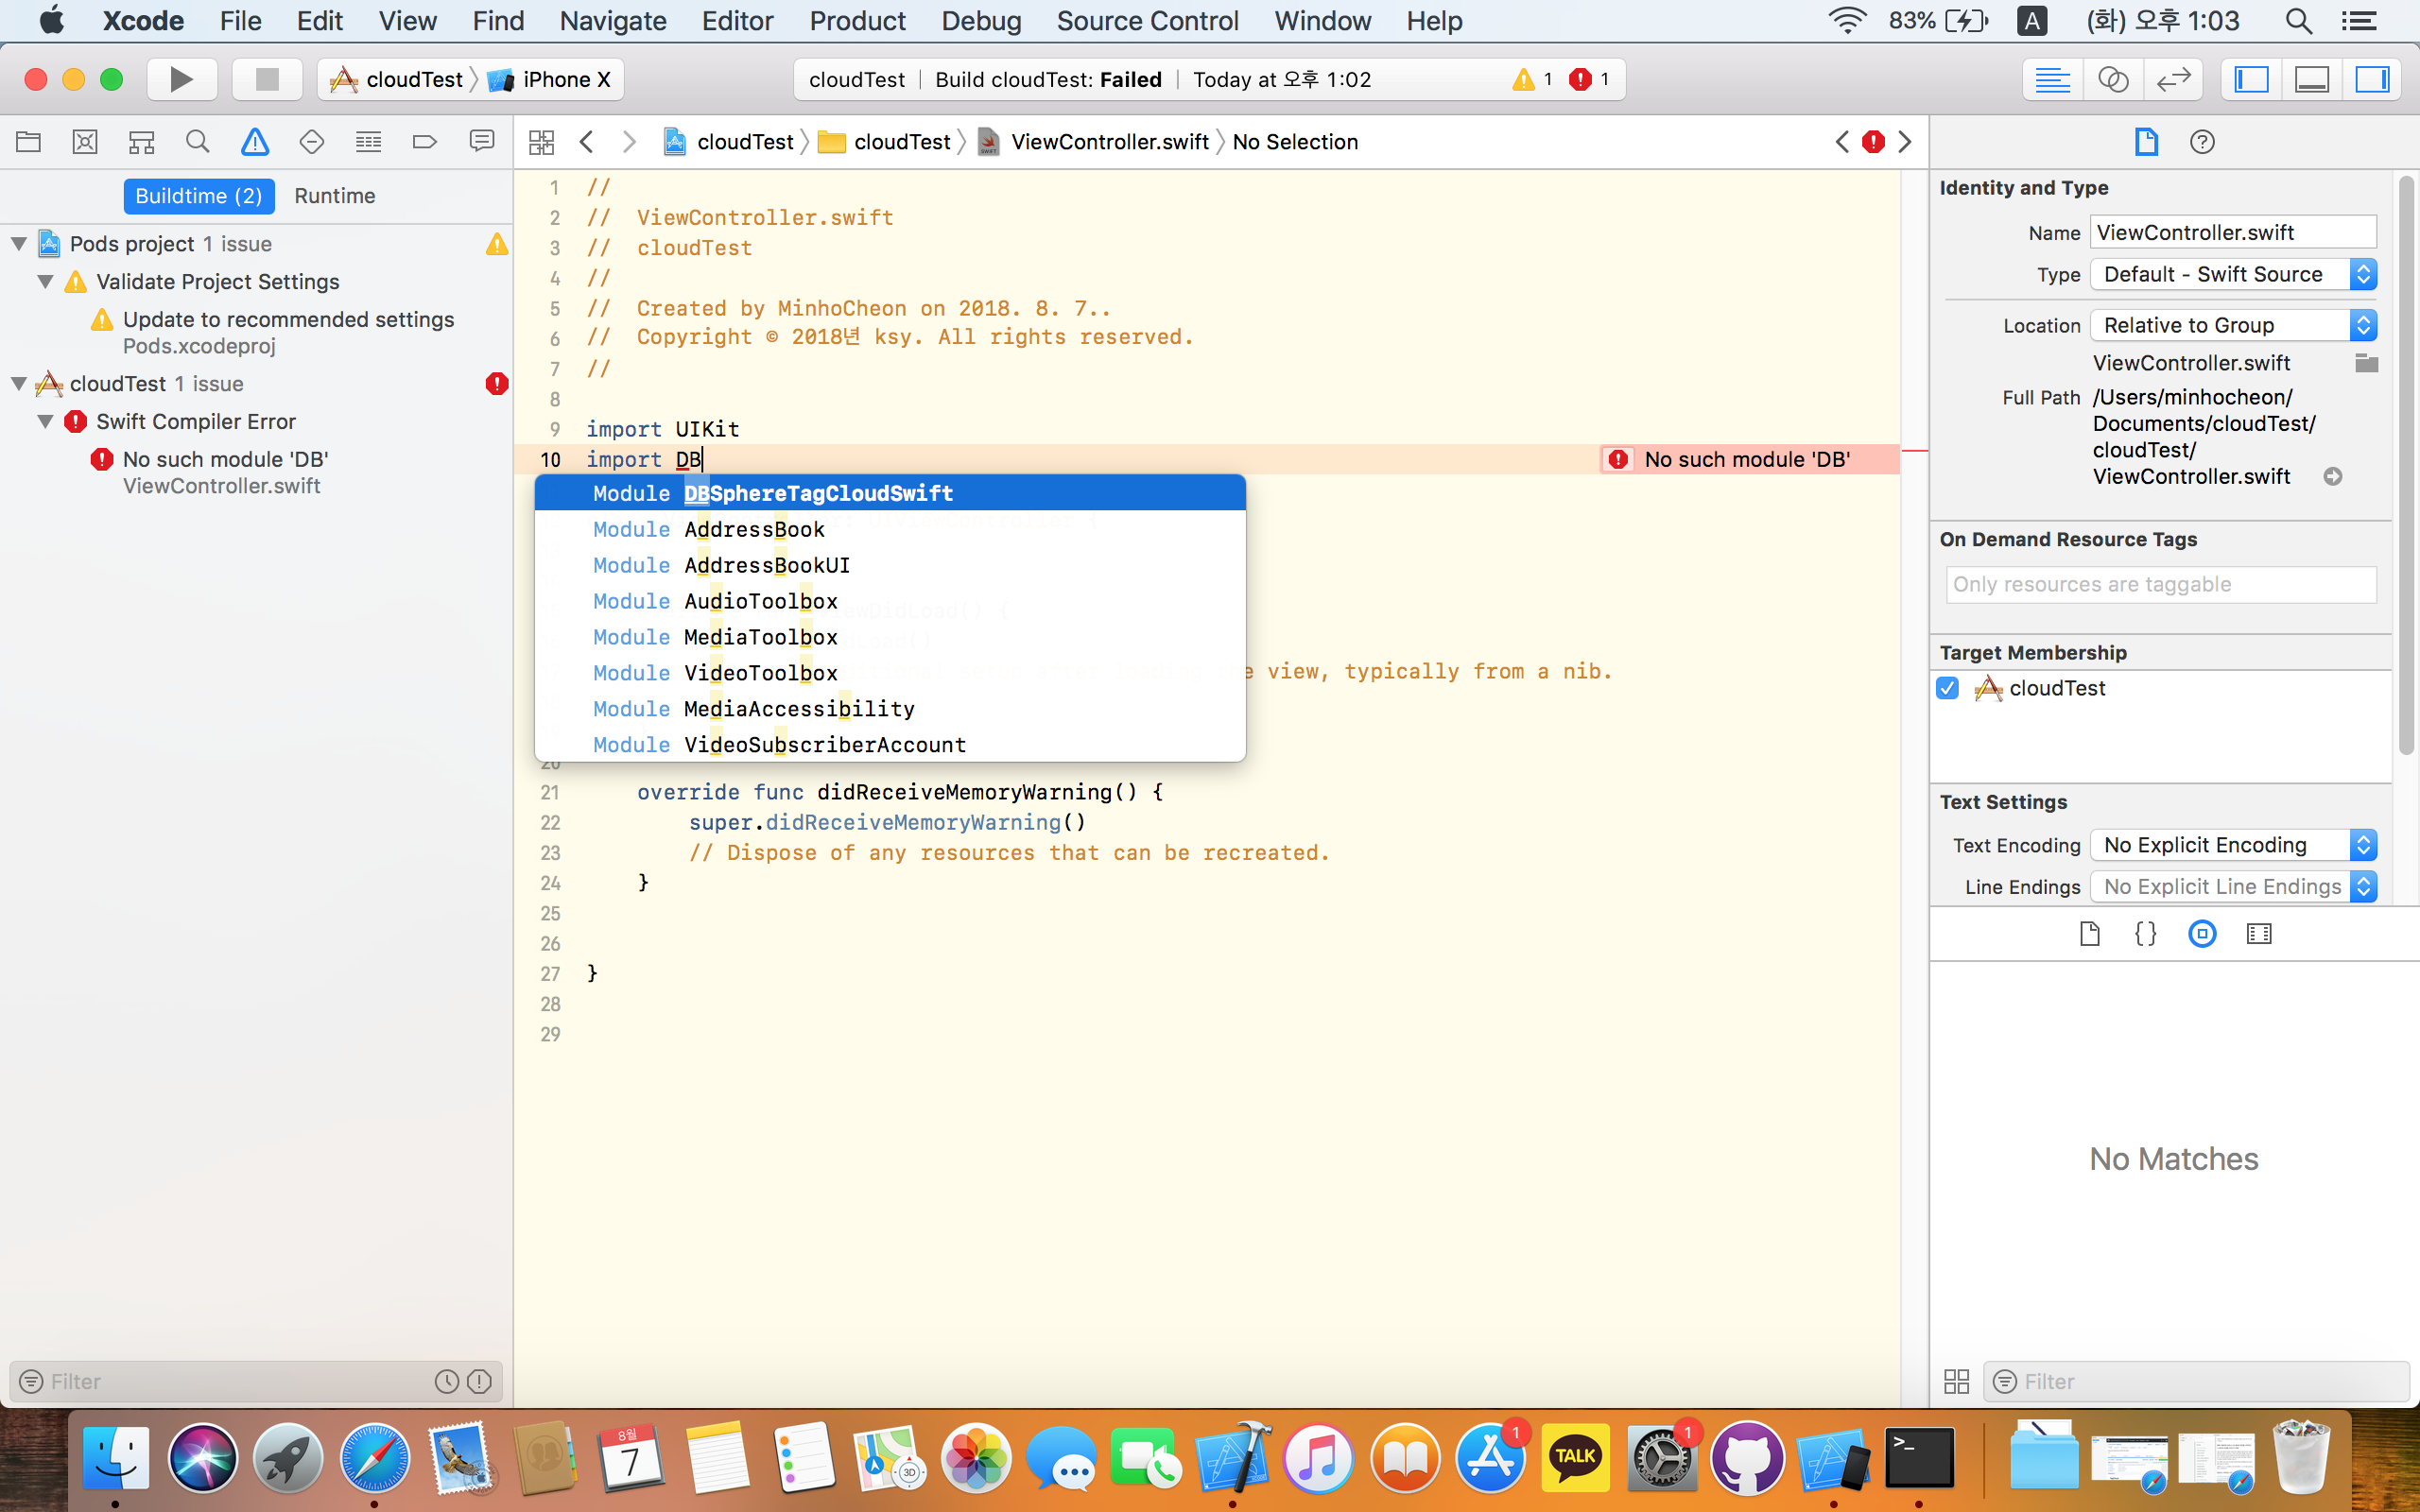 Xcode File Edit View Find Navigate Editor Product Debug Source Control Window Help 83% A (화) 오후 1:03
cloudTest iPhone X cloudTest Build cloudTest: Failed Today at 오후 1:02 1 1
cloudTest cloudTest ViewController.swift No Selection
Buildtime (2) Runtime
Pods project 1 issue
Validate Project Settings
Update to recommended settings
Pods.xcodeproj
cloudTest 1 issue
Swift Compiler Error
No such module 'DB'
ViewController.swift
Filter
1 //
2 // ViewController.swift
3 // cloudTest
4 //
5 // Created by MinhoCheon on 2018. 8. 7..
6 // Copyright © 2018년 ksy. All rights reserved.
7 //
8
9 import UIKit
10 import DB No such module 'DB'
Module DBSphereTagCloudSwift
Module AddressBook
Module AddressBookUI
Module AudioToolbox
Module MediaToolbox
Module VideoToolbox
Module MediaAccessibility
Module VideoSubscriberAccount
view, typically from a nib.
20
21 override func didReceiveMemoryWarning() {
22 super.didReceiveMemoryWarning()
23 // Dispose of any resources that can be recreated.
24 }
25
26
27 }
28
29
Identity and Type
Name ViewController.swift
Type Default - Swift Source
Location Relative to Group
ViewController.swift
Full Path /Users/minhocheon/
Documents/cloudTest/
cloudTest/
ViewController.swift
On Demand Resource Tags
Only resources are taggable
Target Membership
cloudTest
Text Settings
Text Encoding No Explicit Encoding
Line Endings No Explicit Line Endings
{}
No Matches
Filter
8월
7
3D
1
TALK
1
>_